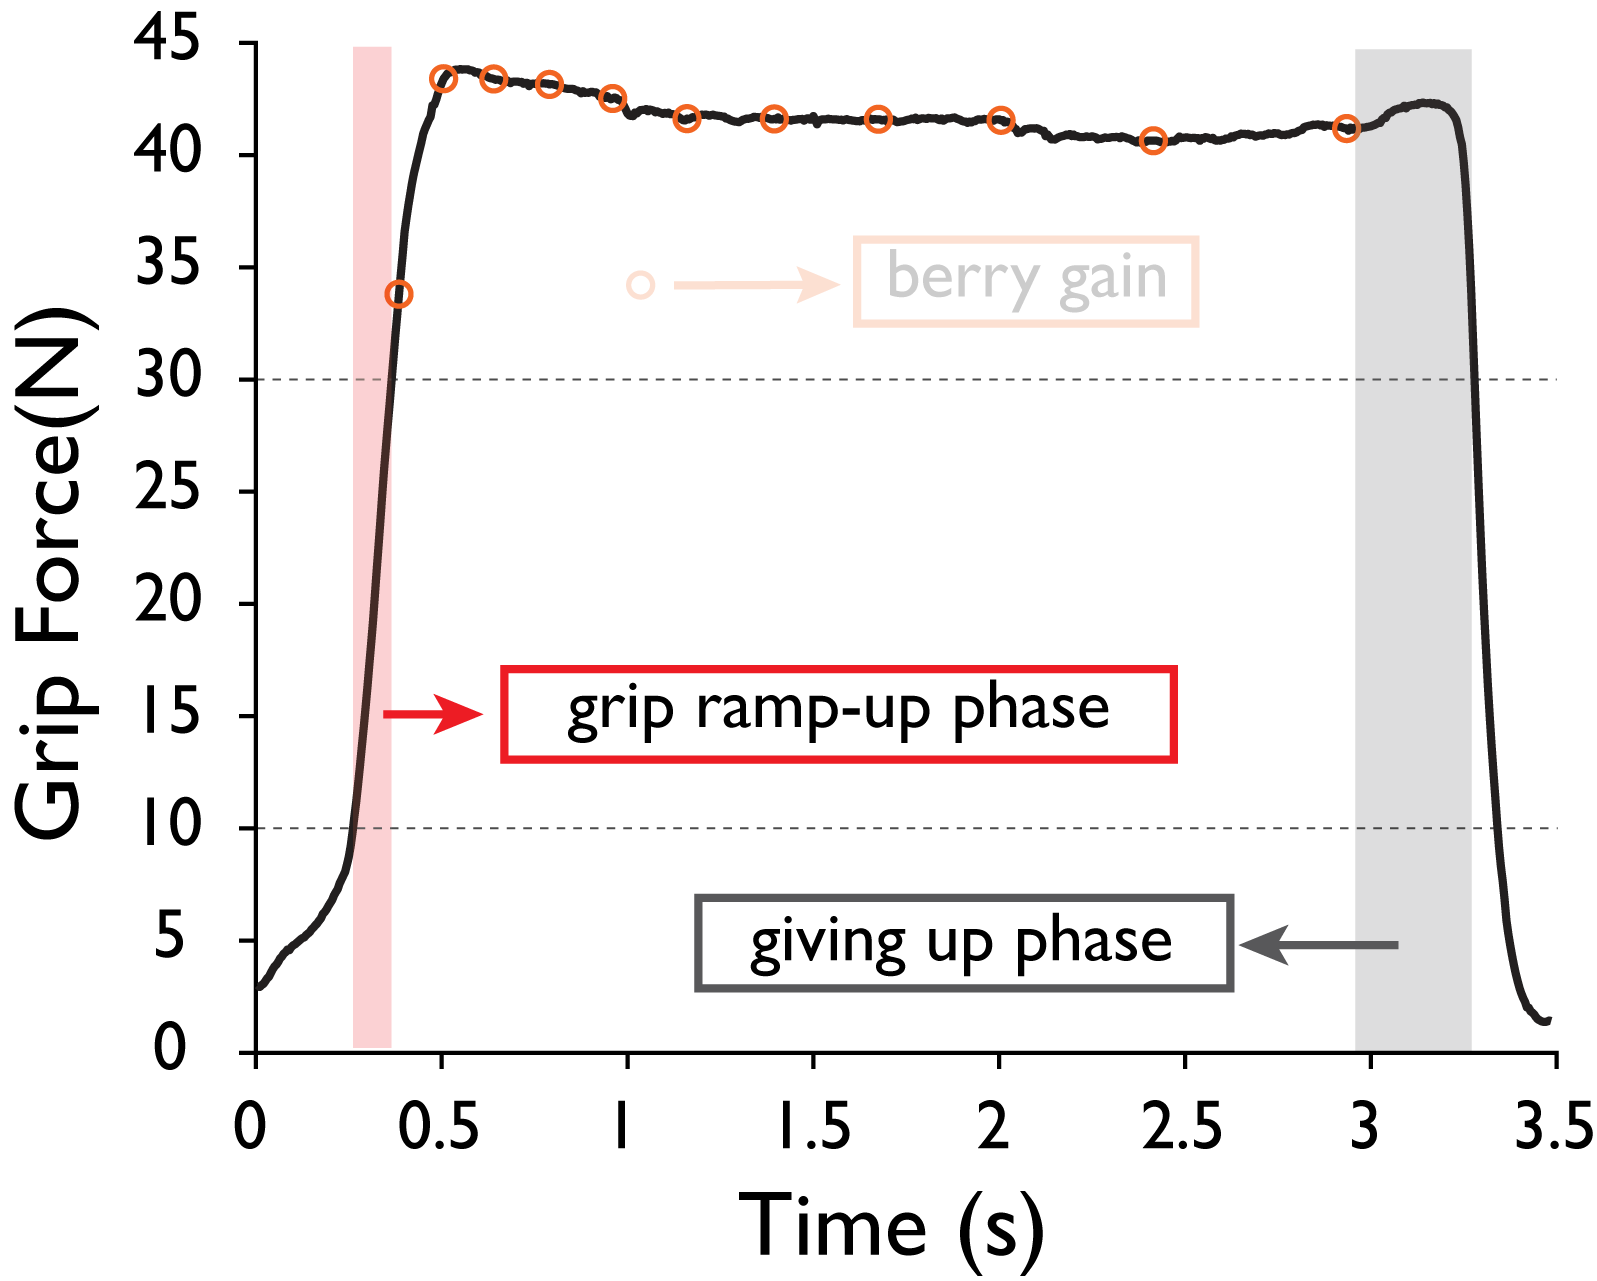 45
40
35
30
25
20
15
10
5
0
Grip Force(N)
berry gain
grip ramp-up phase
giving up phase
0 0.5 1 1.5 2 2.5 3 3.5
Time (s)